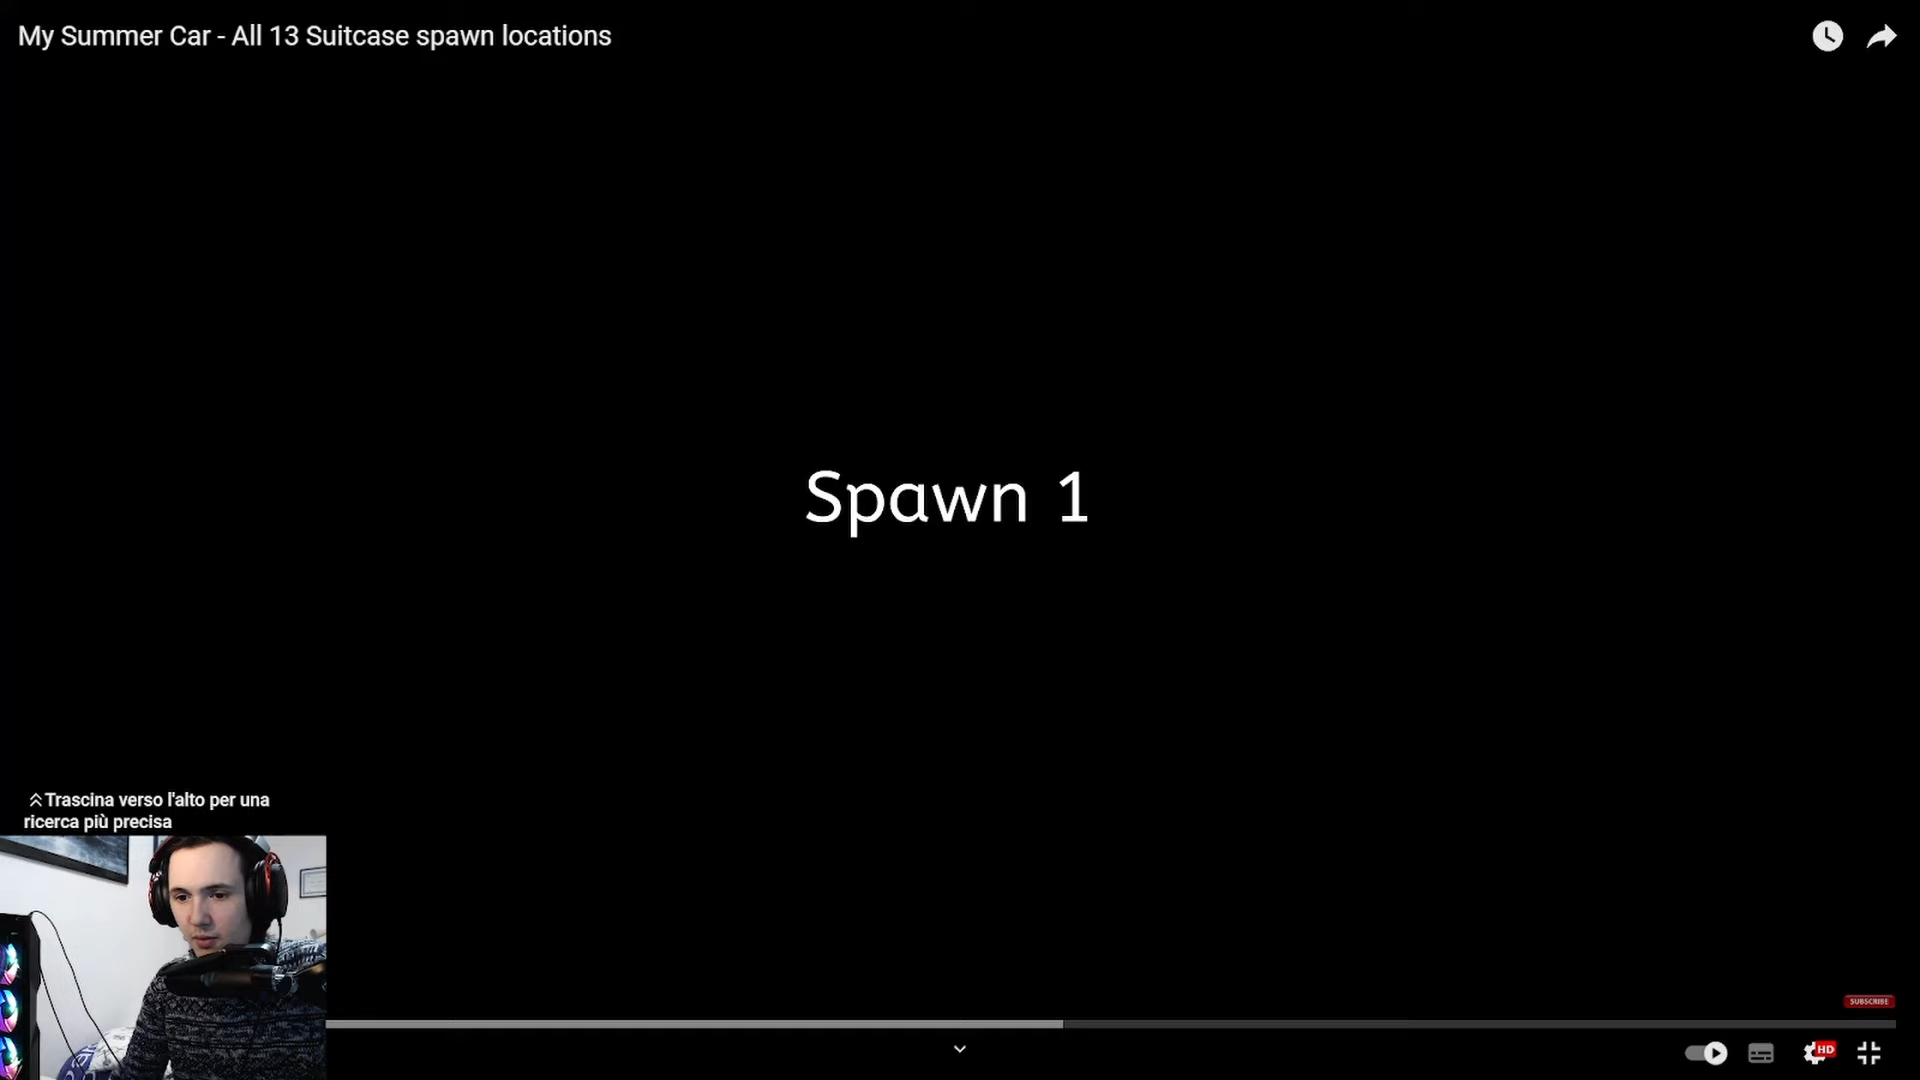 My Summer Car - All 13 Suitcase spawn locations
Spawn 1
Trascina verso l'alto per una
ricerca più precisa
SUBSCRIBE
HD